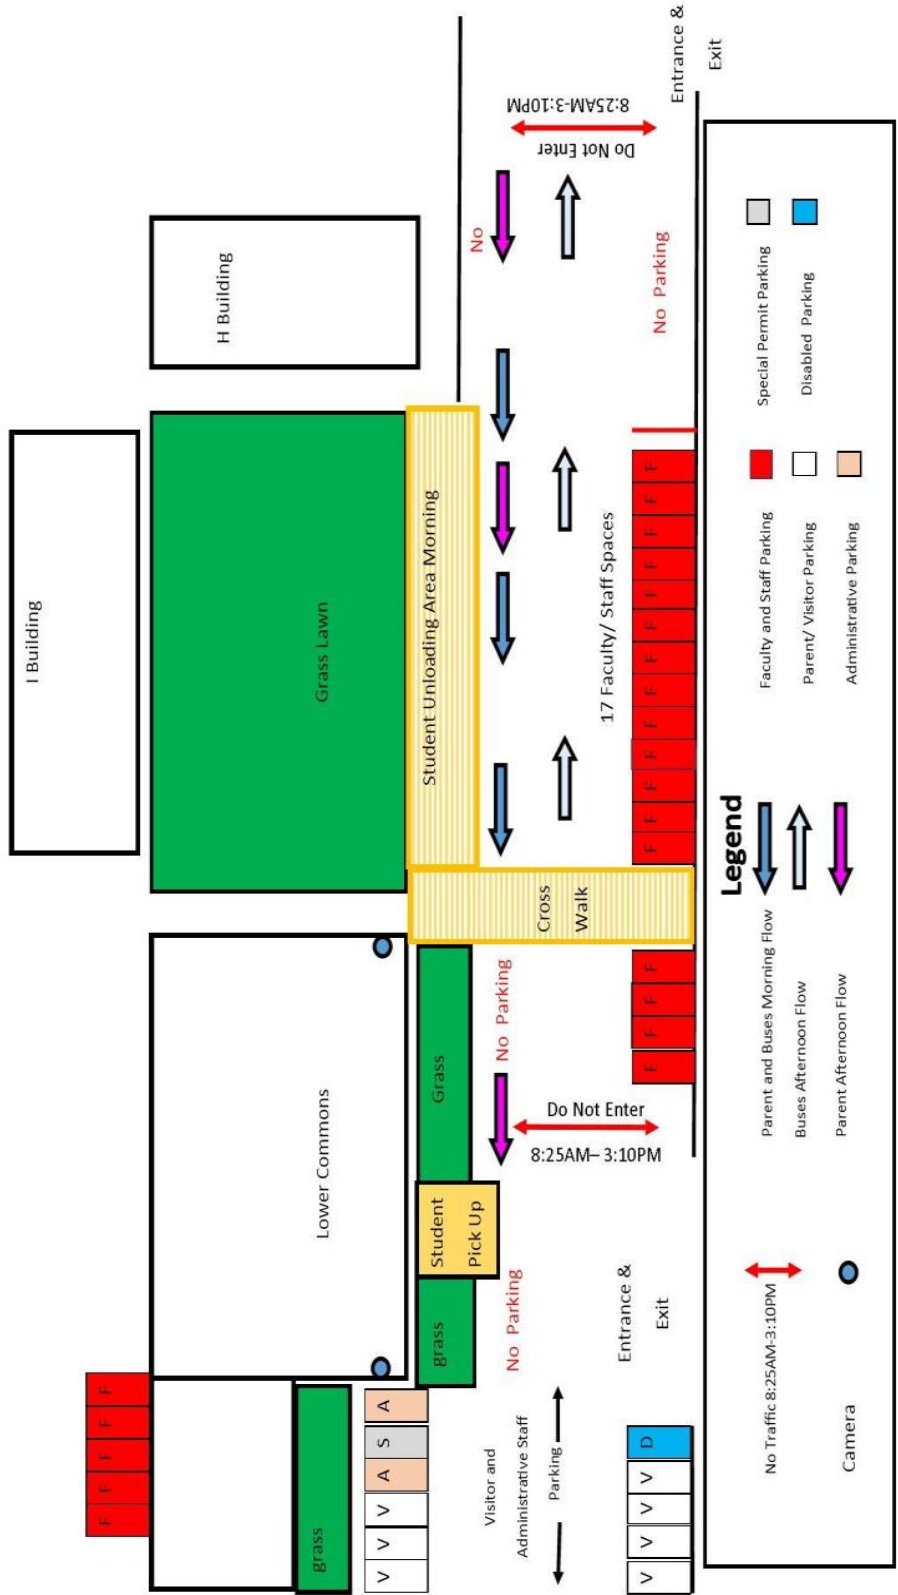 I Building
H Building
Grass Lawn
Lower Commons
F F F F F
grass
V V V A S A
grass
Student
Pick Up
Grass
Student Unloading Area Morning
Cross
Walk
No
No Parking
No Parking
Visitor and
Administrative Staff
Parking
Do Not Enter
8:25AM– 3:10PM
Do Not Enter
8:25AM-3:10PM
Entrance &
Exit
17 Faculty/ Staff Spaces
No Parking
Entrance &
Exit
V V V V D
F F F F
F F F F F F F F F F F F F
Legend
No Traffic 8:25AM-3:10PM
Camera
Parent and Buses Morning Flow
Buses Afternoon Flow
Parent Afternoon Flow
Faculty and Staff Parking
Parent/ Visitor Parking
Administrative Parking
Special Permit Parking
Disabled Parking